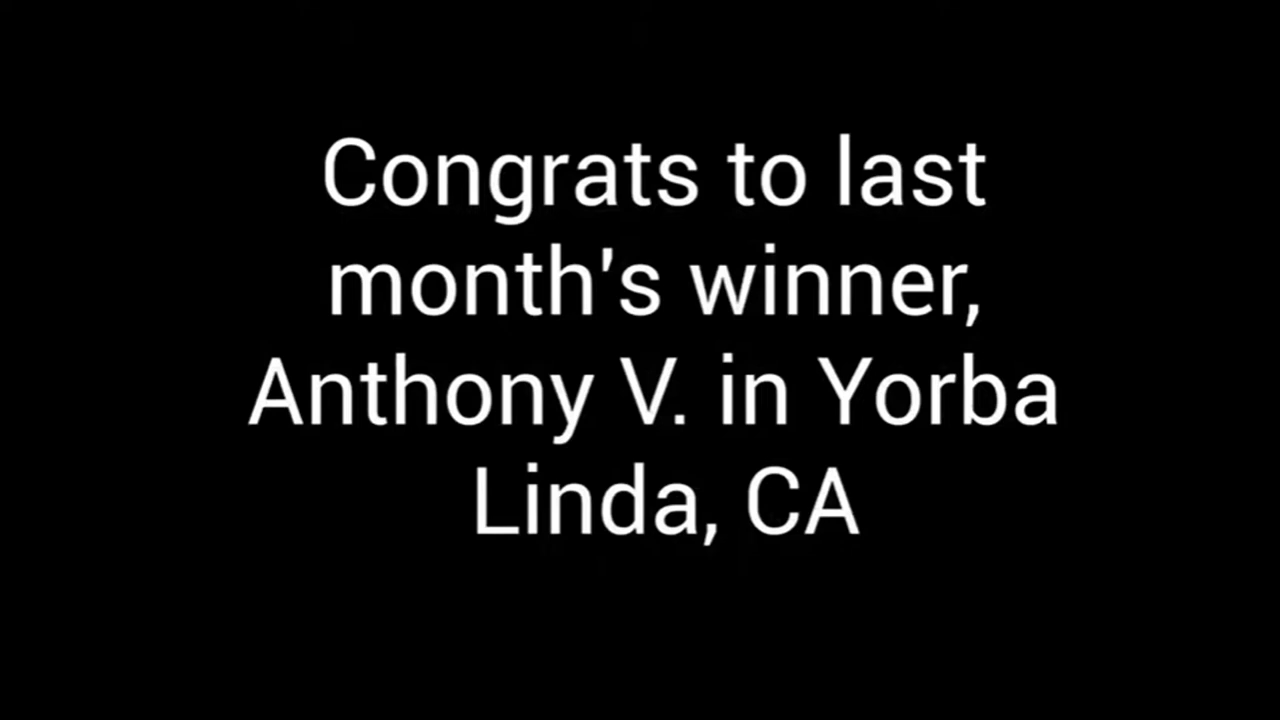 Congrats to last
month's winner,
Anthony V. in Yorba
Linda, CA